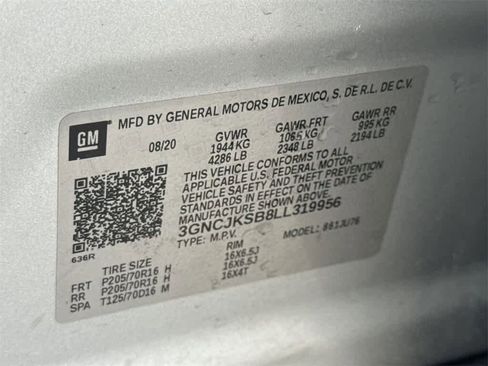 GM
MFD BY GENERAL MOTORS DE MEXICO, S. DE R.L. DE C.V.
08/20 GVWR GAWR FRT GAWR RR
1944 KG 1065 KG 995 KG
4286 LB 2348 LB 2194 LB
THIS VEHICLE CONFORMS TO ALL
APPLICABLE U.S. FEDERAL MOTOR
VEHICLE SAFETY AND THEFT PREVENTION
STANDARDS IN EFFECT ON THE DATE OF
MANUFACTURE SHOWN ABOVE.
3GNCJKSB8LL319956
TYPE: M.P.V. MODEL: 861JU76
636R
TIRE SIZE RIM
FRT P205/70R16 H 16X6.5J
RR P205/70R16 H 16X6.5J
SPA T125/70D16 M 16X4T